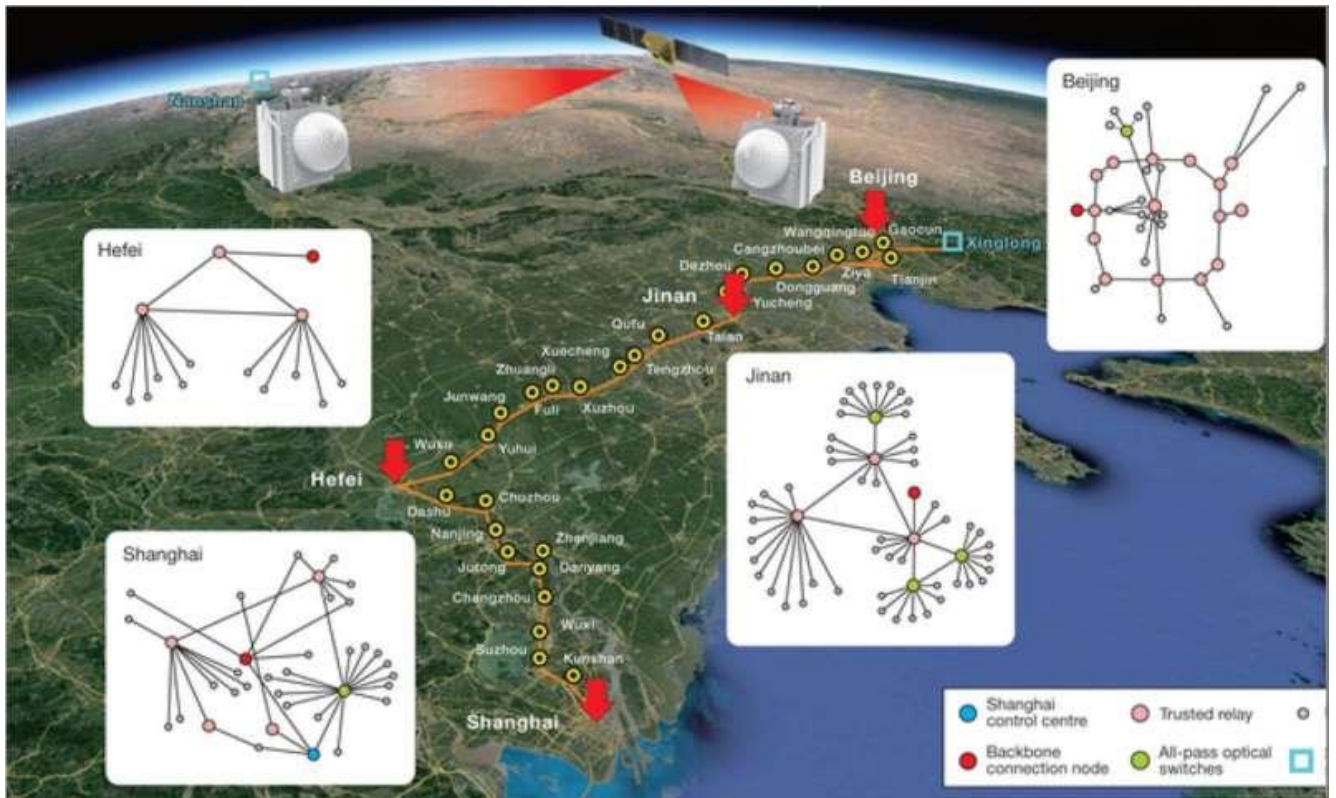 Nanshan
Beijing
Beijing
Wangqingtuo
Gaocun
Xinglong
Cangzhoubei
Dezhou
Ziya
Tianjin
Dongguang
Hefei
Jinan
Yucheng
Qufu
Taian
Xuecheng
Tengzhou
Jinan
Zhuangli
Junwang
Fuli
Xuzhou
Wuxu
Yuhui
Hefei
Chuzhou
Dashu
Nanjing
Zhenjiang
Shanghai
Jurong
Danyang
Changzhou
Wuxi
Suzhou
Kunshan
Shanghai
Shanghai
control centre
Trusted relay
Backbone
connection node
All-pass optical
switches